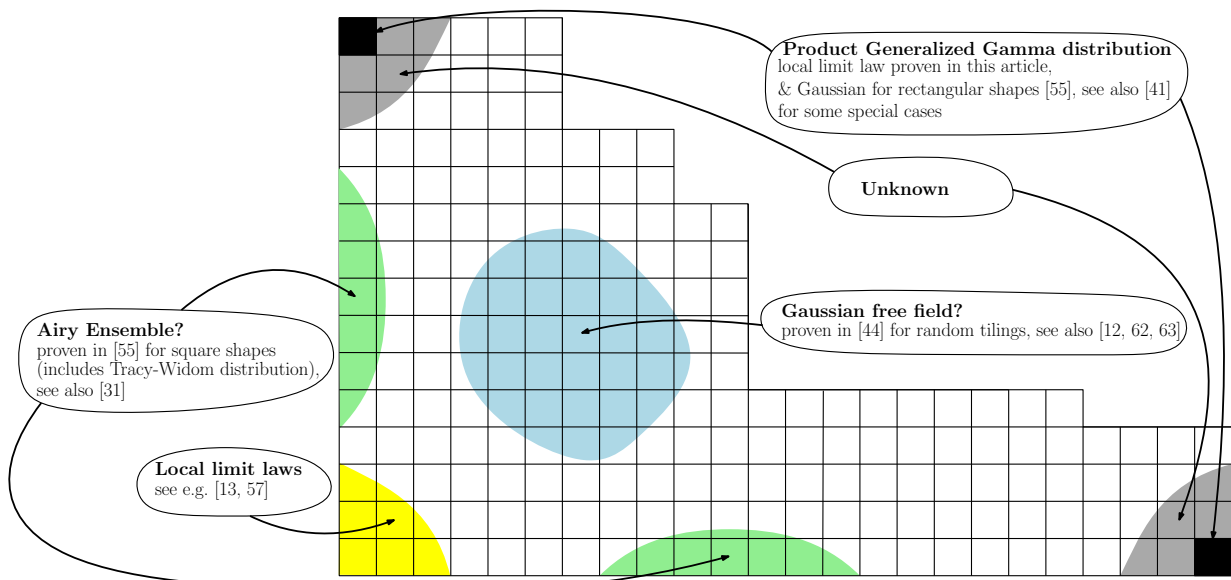 Product Generalized Gamma distribution
local limit law proven in this article,
& Gaussian for rectangular shapes [55], see also [41]
for some special cases
Unknown
Gaussian free field?
proven in [44] for random tilings, see also [12, 62, 63]
Airy Ensemble?
proven in [55] for square shapes
(includes Tracy-Widom distribution),
see also [31]
Local limit laws
see e.g. [13, 57]